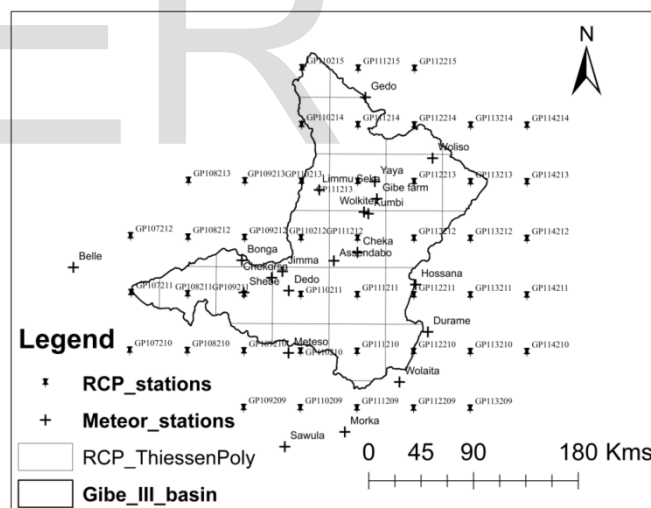 ER
N
GP110215 GP111215 GP112215
Gedo
GP110214 GP111214 GP112214 GP113214 GP114214
Woliso
GP108213 GP109213 GP110213 Limmu Seka Yaya GP112213 GP113213 GP114213
GP111213 Gibe farm
Wolkite Kumbi
GP107212 GP108212 GP109212 GP110212 GP111212 Cheka GP112212 GP113212 GP114212
Belle Bonga Jimma Assendabo
Chekorsa
Shebe Dedo Hossana
GP107211 GP108211 GP109211 GP110211 GP111211 GP112211 GP113211 GP114211
Durame
GP107210 GP108210 GP109210 Meteso GP110210 GP111210 GP112210 GP113210 GP114210
Wolaita
GP109209 GP110209 GP111209 GP112209 GP113209
Morka
Sawula
Legend
RCP_stations
Meteor_stations
RCP_ThiessenPoly
Gibe_III_basin
0 45 90 180 Kms